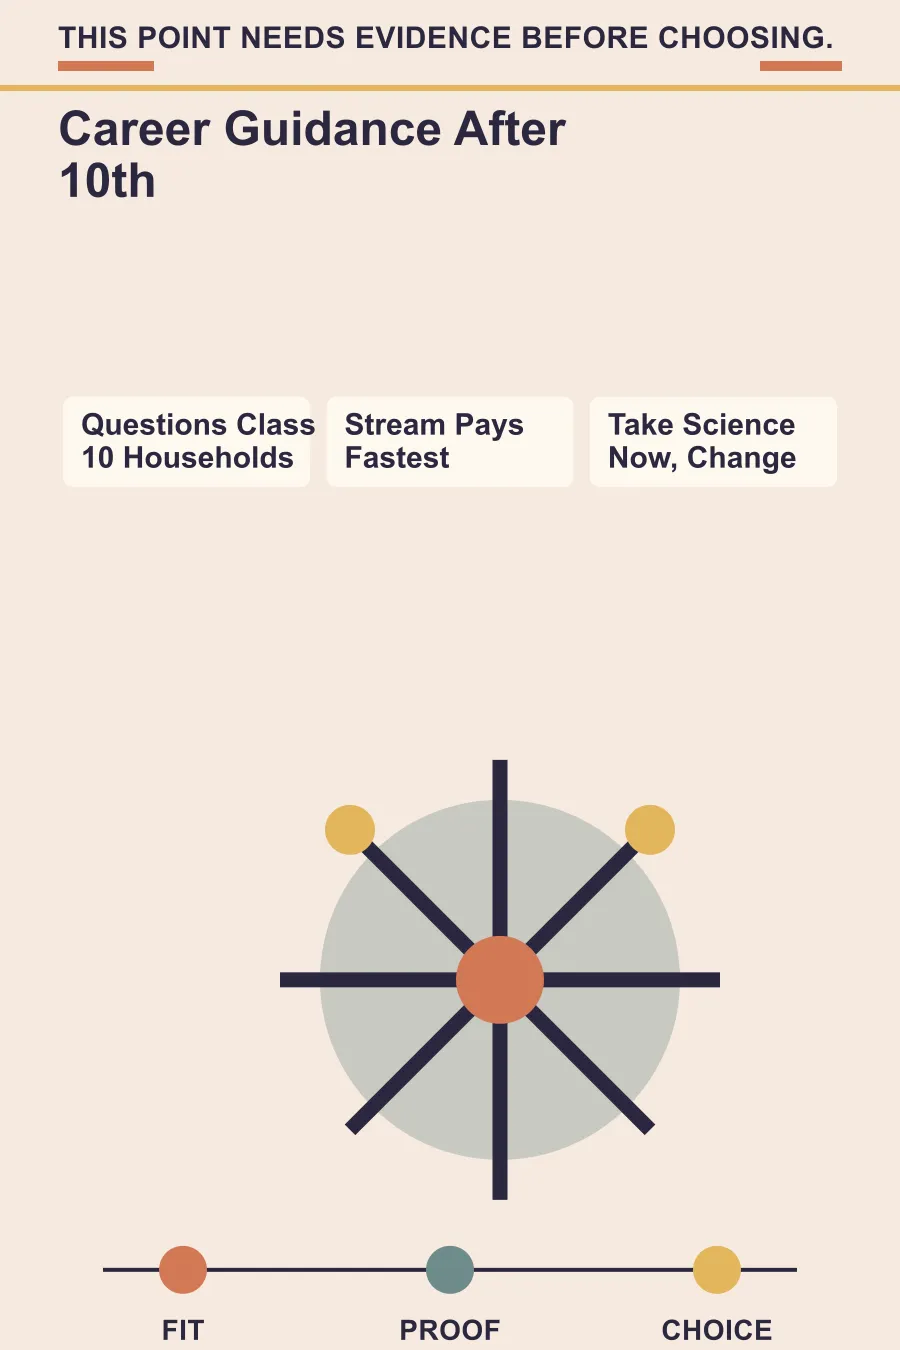 THIS POINT NEEDS EVIDENCE BEFORE CHOOSING.
Career Guidance After
10th
Questions Class
10 Households
Stream Pays
Fastest
Take Science
Now, Change
FIT
PROOF
CHOICE